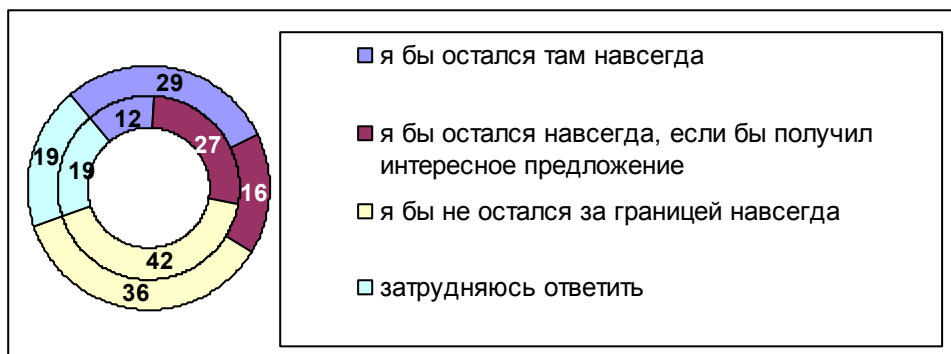 29
12
27
19
19
16
42
36
я бы остался там навсегда
я бы остался навсегда, если бы получил
интересное предложение
я бы не остался за границей навсегда
затрудняюсь ответить